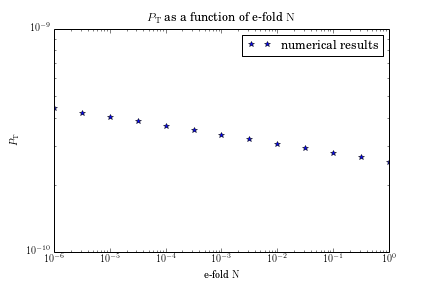 P_T as a function of e-fold N
10^-9
numerical results
P_T
10^-10
10^-6 10^-5 10^-4 10^-3 10^-2 10^-1 10^0
e-fold N